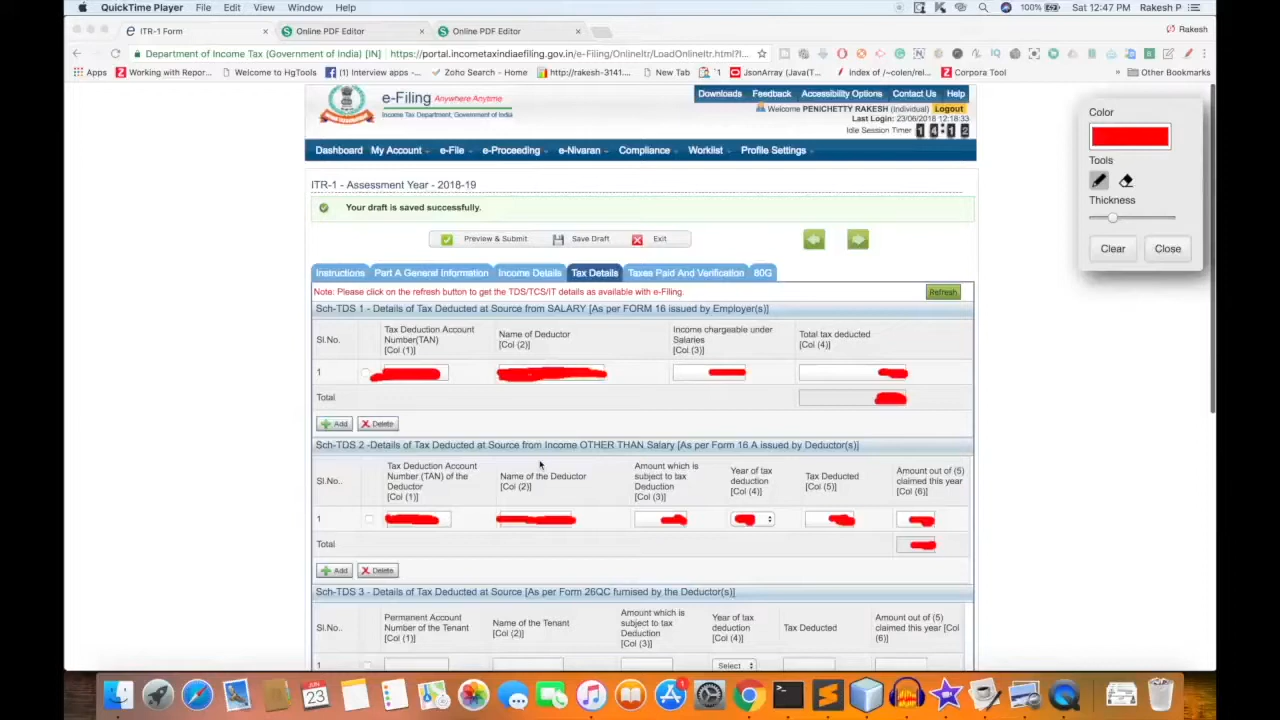 QuickTime Player File Edit View Window Help 100% Sat 12:47 PM Rakesh P
ITR-1 Form Online PDF Editor Online PDF Editor Rakesh
Department of Income Tax (Government of India) [IN] https://portal.incometaxindiaefiling.gov.in/e-Filing/OnlineItr/LoadOnlineItr.html?I...
Apps Working with Repor... Welcome to HgTools (1) Interview apps -... Zoho Search - Home http://rakesh-3141.... New Tab JsonArray (Java(T... Index of /~colen/rel... Corpora Tool Other Bookmarks
e-Filing Anywhere Anytime
Income Tax Department, Government of India
Downloads Feedback Accessibility Options Contact Us Help
Welcome PENICHETTY RAKESH (Individual) Logout
Last Login: 23/06/2018 12:18:33
Idle Session Timer 1 4 : 1 2
Dashboard My Account e-File e-Proceeding e-Nivaran Compliance Worklist Profile Settings
ITR-1 - Assessment Year - 2018-19
Your draft is saved successfully.
Preview & Submit Save Draft Exit
Instructions Part A General Information Income Details Tax Details Taxes Paid And Verification 80G
Note: Please click on the refresh button to get the TDS/TCS/IT details as available with e-Filing. Refresh
Sch-TDS 1 - Details of Tax Deducted at Source from SALARY [As per FORM 16 issued by Employer(s)]
Sl.No.
Tax Deduction Account
Number(TAN)
[Col (1)]
Name of Deductor
[Col (2)]
Income chargeable under
Salaries
[Col (3)]
Total tax deducted
[Col (4)]
1
Total
Add Delete
Sch-TDS 2 -Details of Tax Deducted at Source from Income OTHER THAN Salary [As per Form 16 A issued by Deductor(s)]
Sl.No..
Tax Deduction Account
Number (TAN) of the
Deductor
[Col (1)]
Name of the Deductor
[Col (2)]
Amount which is
subject to tax
Deduction
[Col (3)]
Year of tax
deduction
[Col (4)]
Tax Deducted
[Col (5)]
Amount out of (5)
claimed this year
[Col (6)]
1
Total
Add Delete
Sch-TDS 3 - Details of Tax Deducted at Source [As per Form 26QC furnished by the Deductor(s)]
Sl.No..
Permanent Account
Number of the Tenant
[Col (1)]
Name of the Tenant
[Col (2)]
Amount which is
subject to tax
Deduction
[Col (3)]
Year of tax
deduction
[Col (4)]
Tax Deducted
Amount out of (5)
claimed this year [Col
(6)]
1 Select
Color
Tools
Thickness
Clear Close
JUN
23